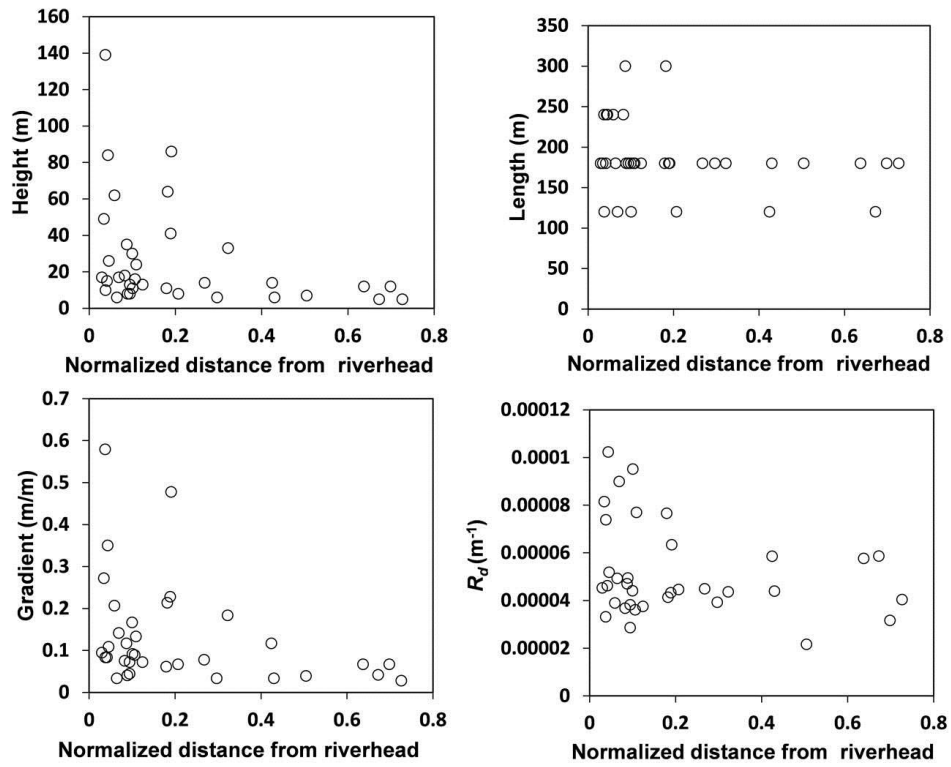 160
140
120
100
80
60
40
20
0
Height (m)
0 0.2 0.4 0.6 0.8
Normalized distance from riverhead
350
300
250
200
150
100
50
0
Length (m)
0 0.2 0.4 0.6 0.8
Normalized distance from riverhead
0.7
0.6
0.5
0.4
0.3
0.2
0.1
0
Gradient (m/m)
0 0.2 0.4 0.6 0.8
Normalized distance from riverhead
0.00012
0.0001
0.00008
0.00006
0.00004
0.00002
0
R_d (m⁻¹)
0 0.2 0.4 0.6 0.8
Normalized distance from riverhead